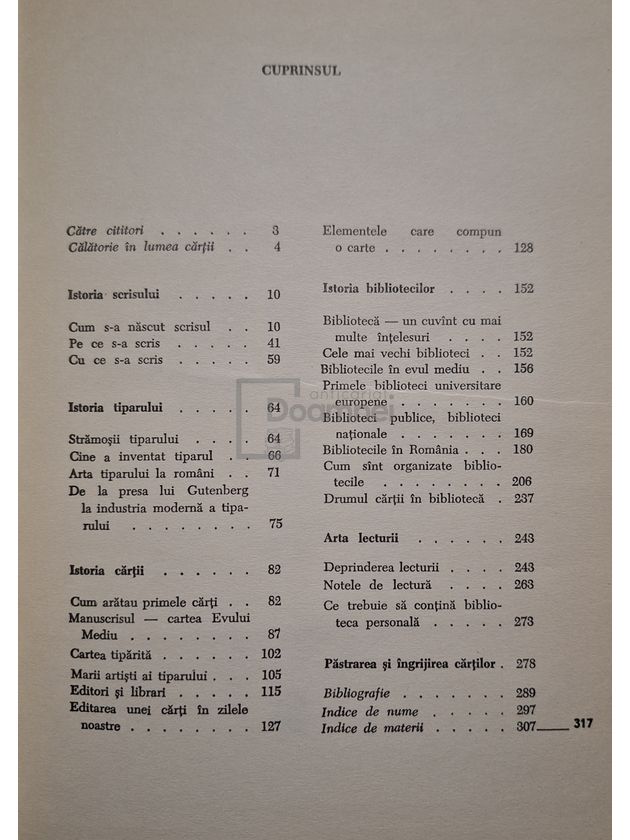 CUPRINSUL
Către cititori . . . . . . 3
Călătorie în lumea cărții . . 4
Istoria scrisului . . . . . 10
Cum s-a născut scrisul . . 10
Pe ce s-a scris . . . . . 41
Cu ce s-a scris . . . . . 59
Istoria tiparului . . . . . 64
Strămoșii tiparului . . . . 64
Cine a inventat tiparul . . 66
Arta tiparului la români . . 71
De la presa lui Gutenberg
la industria modernă a tipa-
rului . . . . . . . . 75
Istoria cărții . . . . . . 82
Cum arătau primele cărți . . 82
Manuscrisul — cartea Evului
Mediu . . . . . . . . 87
Cartea tipărită . . . . . . 102
Marii artiști ai tiparului . . . 105
Editori și librari . . . . . 115
Editarea unei cărți în zilele
noastre . . . . . . . . 127
Elementele care compun
o carte . . . . . . . . 128
Istoria bibliotecilor . . . . 152
Bibliotecă — un cuvînt cu mai
multe înțelesuri . . . . 152
Cele mai vechi biblioteci . . 152
Bibliotecile în evul mediu . . 156
Primele biblioteci universitare
europene . . . . . . . 160
Biblioteci publice, biblioteci
naționale . . . . . . . 169
Bibliotecile în România . . . 180
Cum sînt organizate biblio-
tecile . . . . . . . . 206
Drumul cărții în bibliotecă . 237
Arta lecturii . . . . . . 243
Deprinderea lecturii . . . . 243
Notele de lectură . . . . 263
Ce trebuie să conțină biblio-
teca personală . . . . . 273
Păstrarea și îngrijirea cărților . 278
Bibliografie . . . . . . . 289
Indice de nume . . . . . 297
Indice de materii . . . . . 307
317
anticariat
Doamnei